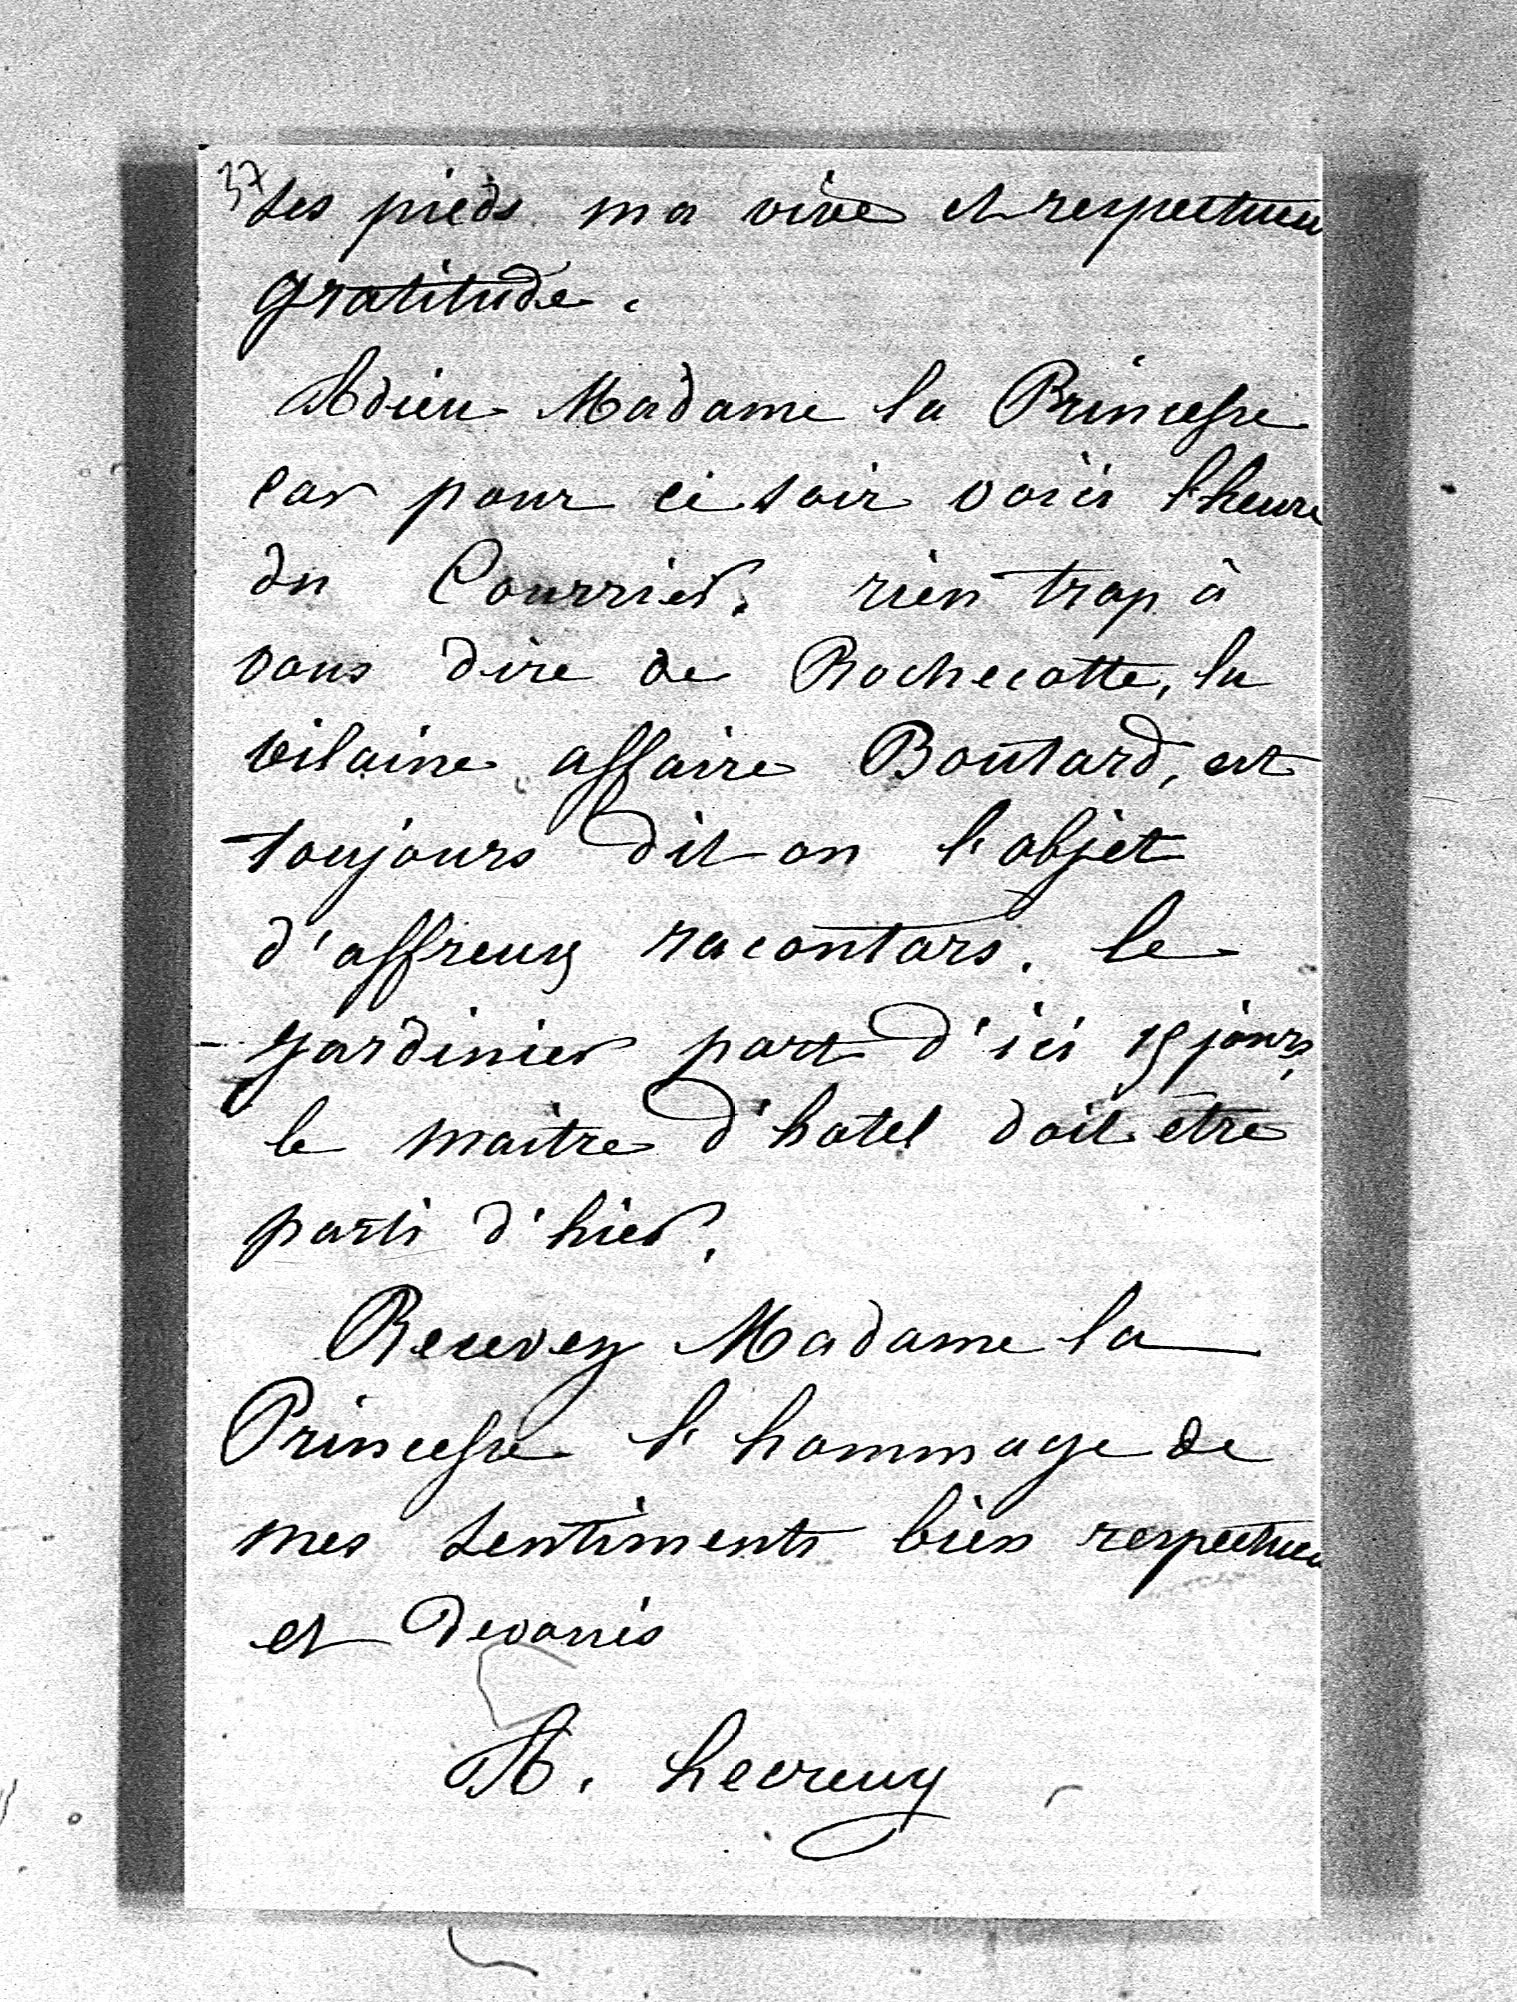 37
ses pieds ma vive et respectueu
gratitude.
Adieu Madame la Princesse
car pour ce soir voici l'heure
du Courrier. rien trop à
vous dire de Rochecotte, la
vilaine affaire Boutard, est
toujours dit on l'objet
d'affreux racontars. le
jardinier part d'ici 15 jours,
le maitre d'hotel doit être
parti d'hier.
Recevez Madame la
Princesse l'hommage de
mes sentiments bien respectueu
et devoués
A. Lecreux